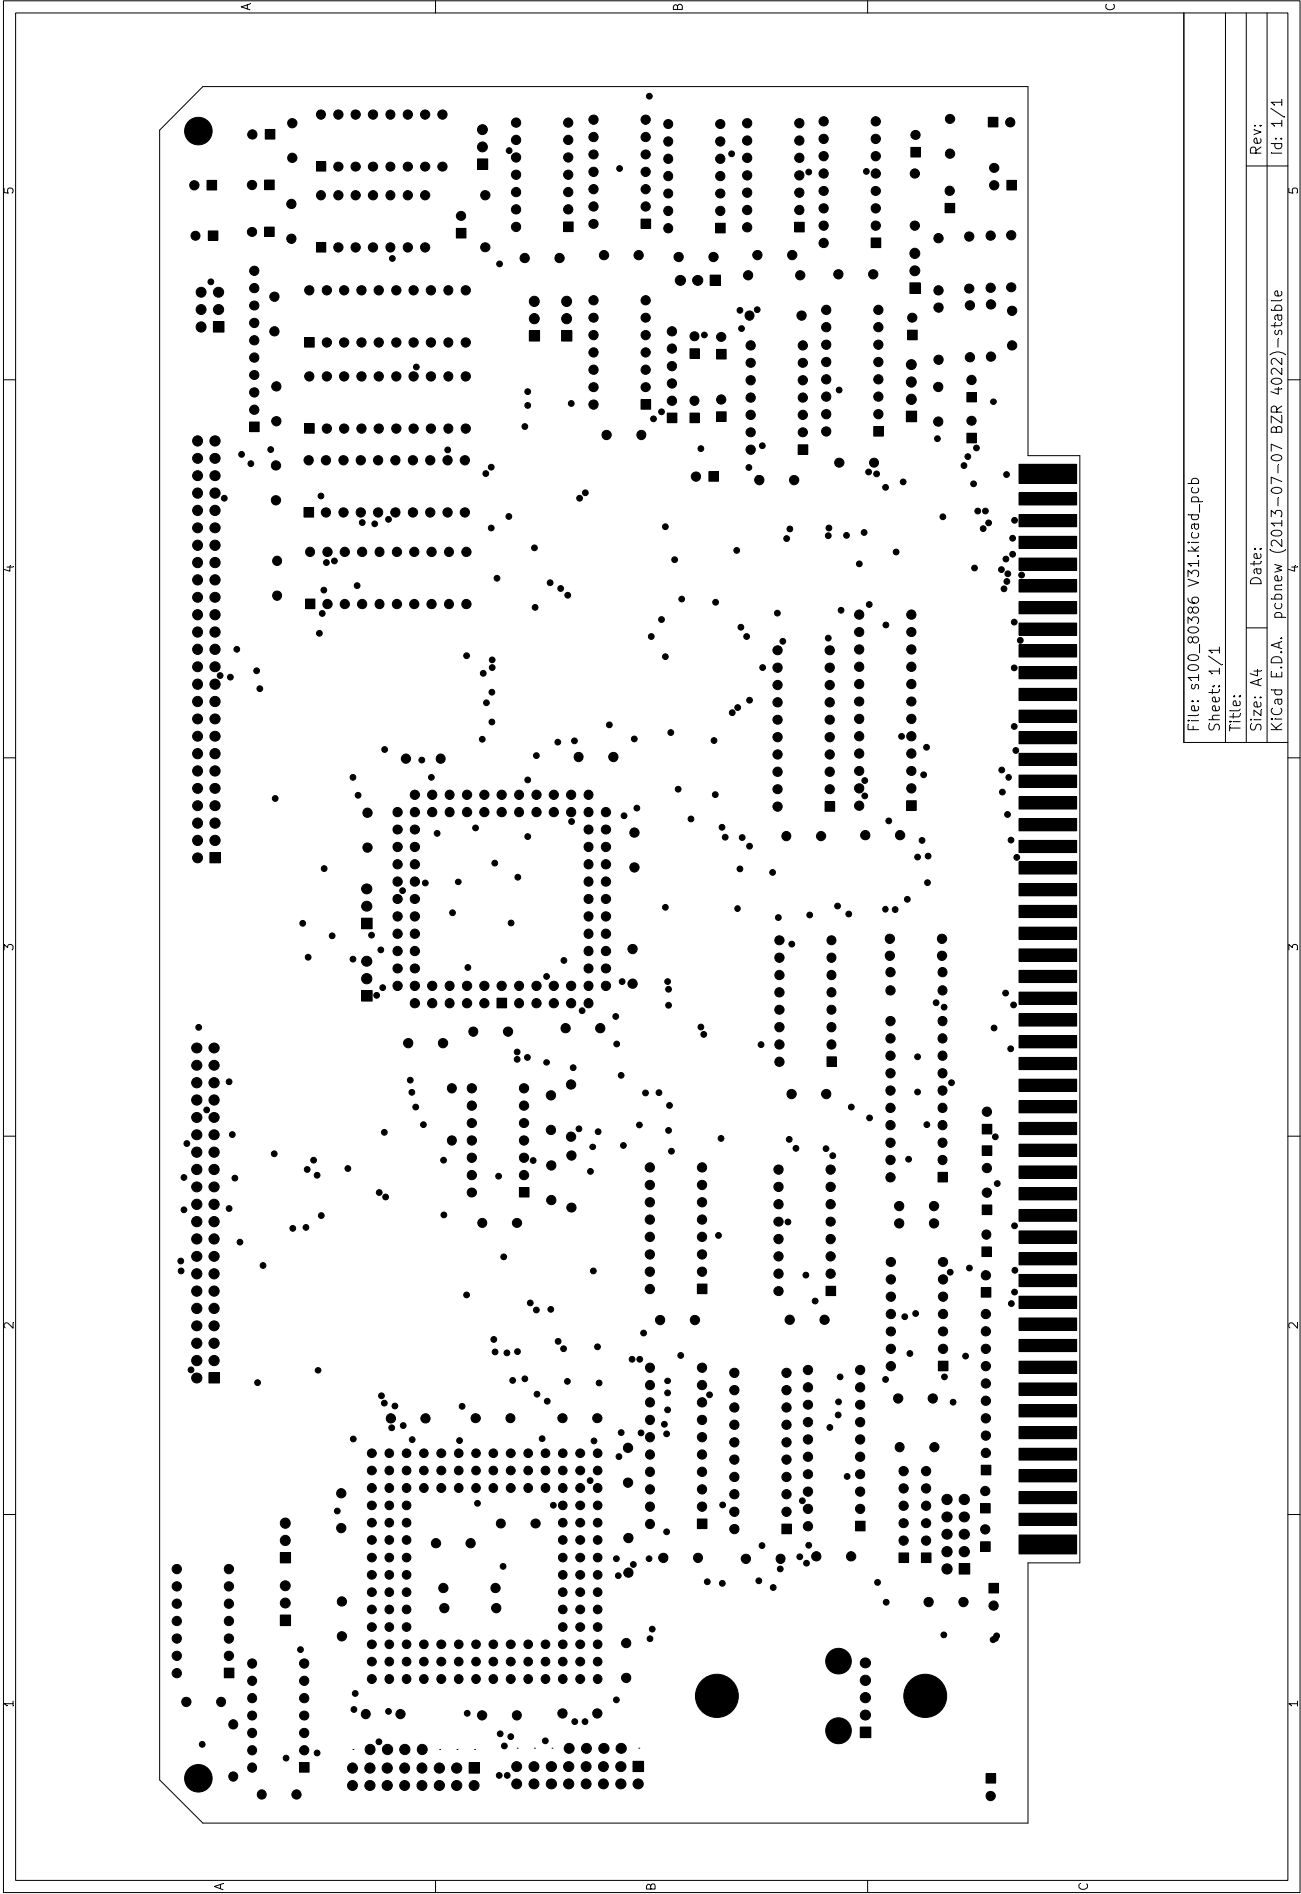 A
B
C
5
5
4
4
3
3
2
2
1
1
A
B
C
File: s100_80386 V31.kicad_pcb
Sheet: 1/1
Title:
Size: A4 Date: Rev:
KiCad E.D.A. pcbnew (2013-07-07 BZR 4022)-stable Id: 1/1